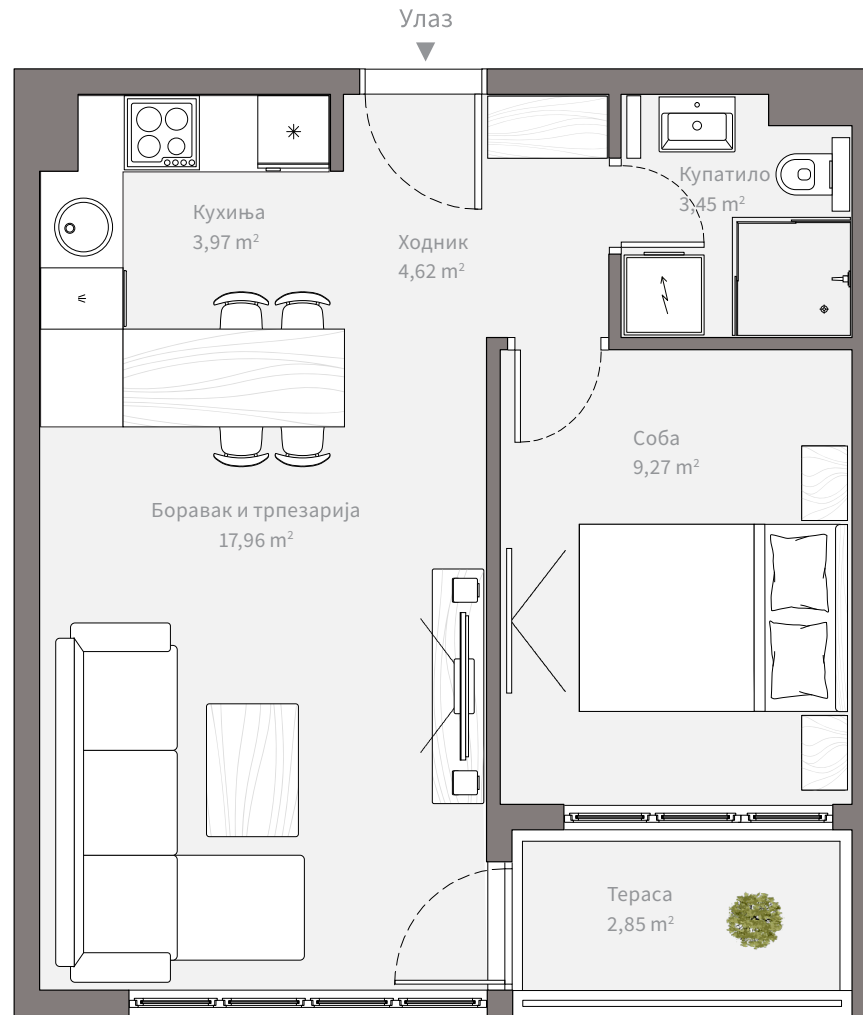 Улаз
Купатило
3,45 m²
Кухиња
3,97 m²
Ходник
4,62 m²
Соба
9,27 m²
Боравак и трпезарија
17,96 m²
Тераса
2,85 m²